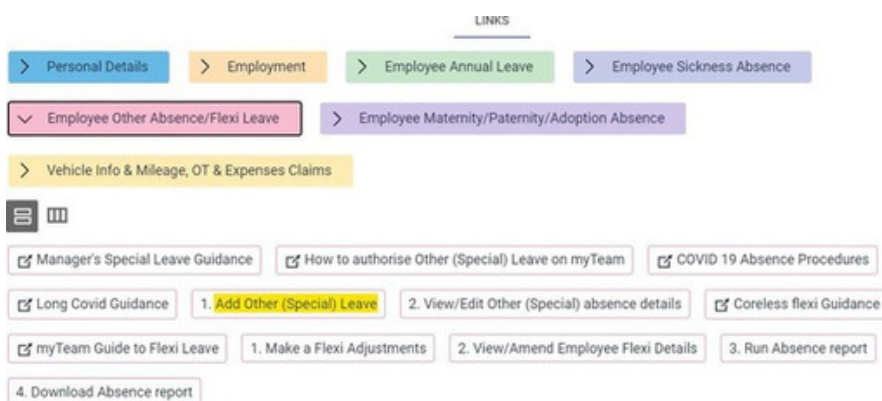 LINKS
Personal Details Employment Employee Annual Leave Employee Sickness Absence
Employee Other Absence/Flexi Leave Employee Maternity/Paternity/Adoption Absence
Vehicle Info & Mileage, OT & Expenses Claims
Manager's Special Leave Guidance How to authorise Other (Special) Leave on myTeam COVID 19 Absence Procedures
Long Covid Guidance 1. Add Other (Special) Leave 2. View/Edit Other (Special) absence details Coreless flexi Guidance
myTeam Guide to Flexi Leave 1. Make a Flexi Adjustments 2. View/Amend Employee Flexi Details 3. Run Absence report
4. Download Absence report